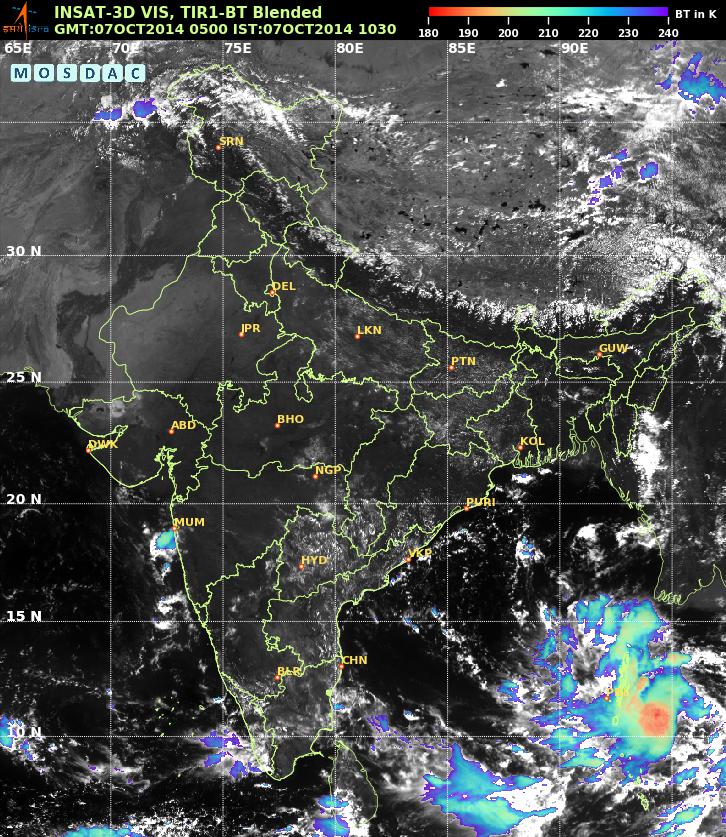 INSAT-3D VIS, TIR1-BT Blended
GMT:07OCT2014 0500 IST:07OCT2014 1030
BT in K
180 190 200 210 220 230 240
65E 70E 75E 80E 85E 90E
MOSDAC
SRN
30 N
DEL
JPR
LKN
GUW
PTN
25 N
ABD
BHO
DWK
KOL
NGP
20 N
PURI
MUM
VKP
HYD
15 N
CHN
BLR
10 N